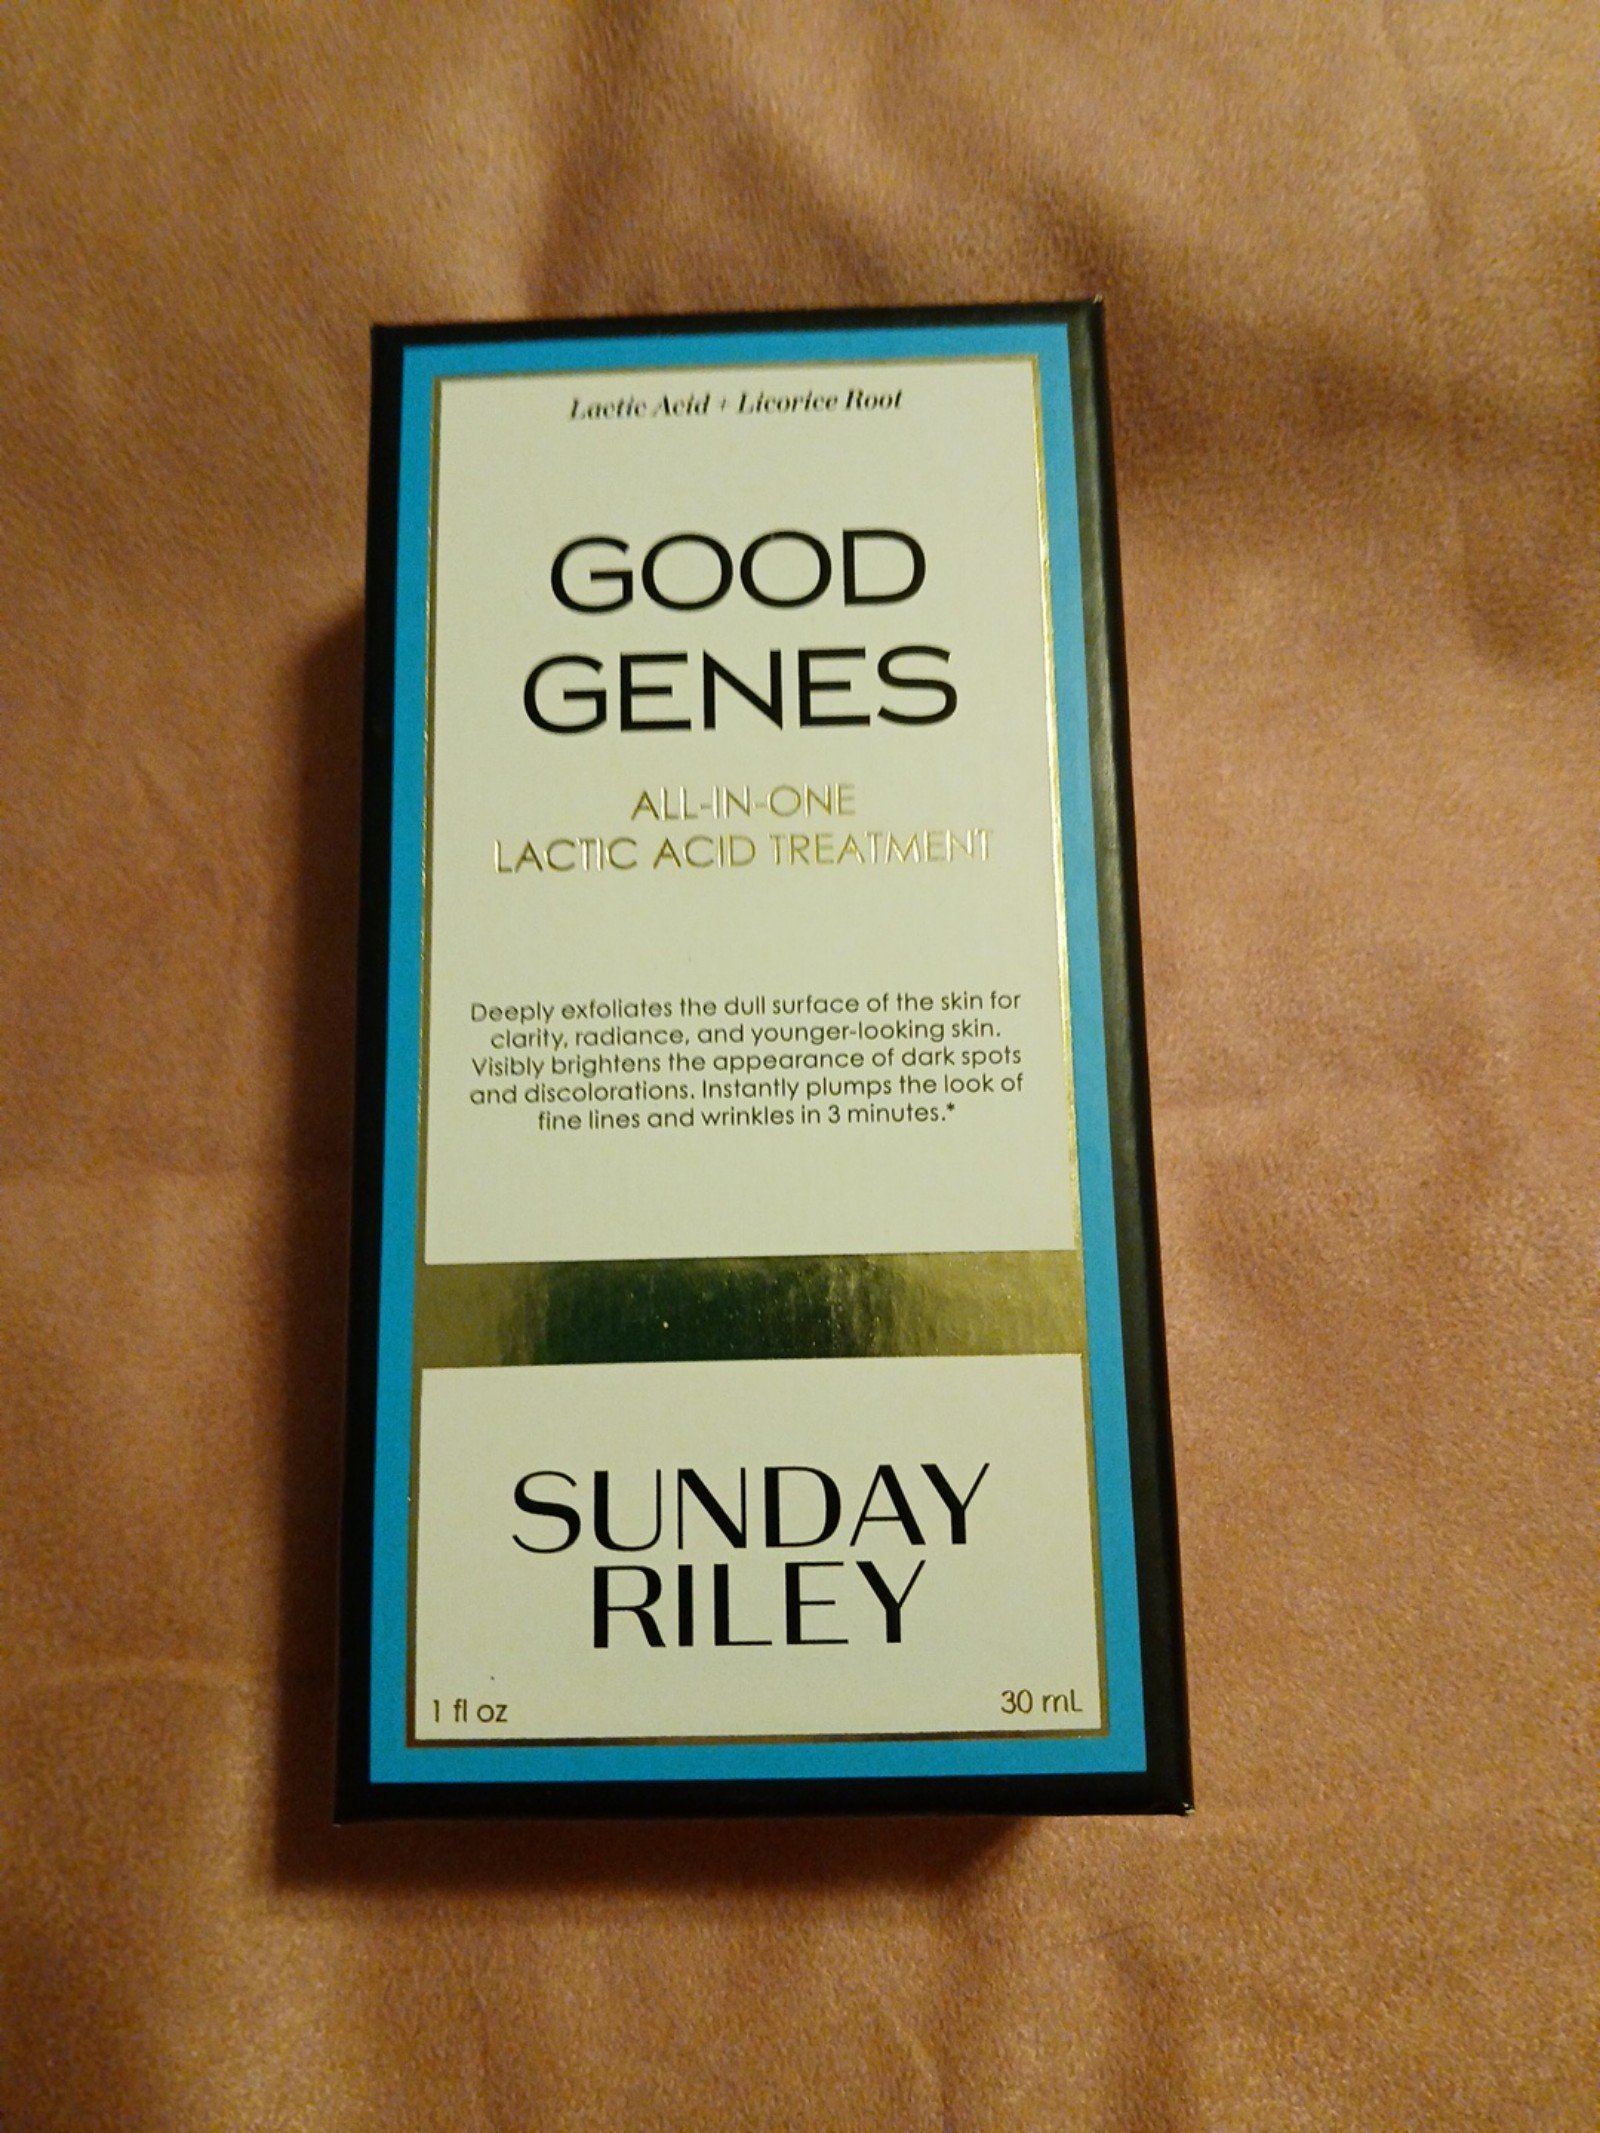 Lactic Acid + Licorice Root
GOOD
GENES
ALL-IN-ONE
LACTIC ACID TREATMENT
Deeply exfoliates the dull surface of the skin for
clarity, radiance, and younger-looking skin.
Visibly brightens the appearance of dark spots
and discolorations. Instantly plumps the look of
fine lines and wrinkles in 3 minutes.*
SUNDAY
RILEY
1 fl oz 30 mL